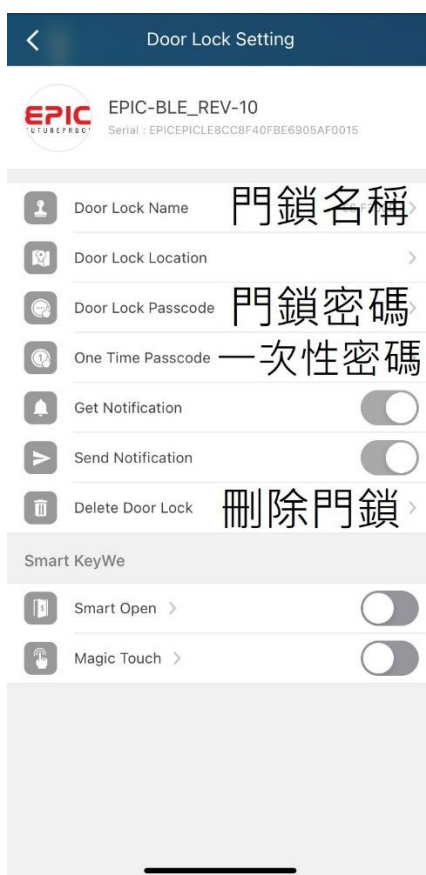 Door Lock Setting
EPIC
FUTUREPROOF
EPIC-BLE_REV-10
Serial : EPICEPICLE8CC8F40FBE6905AF0015
Door Lock Name 門鎖名稱
Door Lock Location
Door Lock Passcode 門鎖密碼
One Time Passcode 一次性密碼
Get Notification
Send Notification
Delete Door Lock 刪除門鎖
Smart KeyWe
Smart Open
Magic Touch